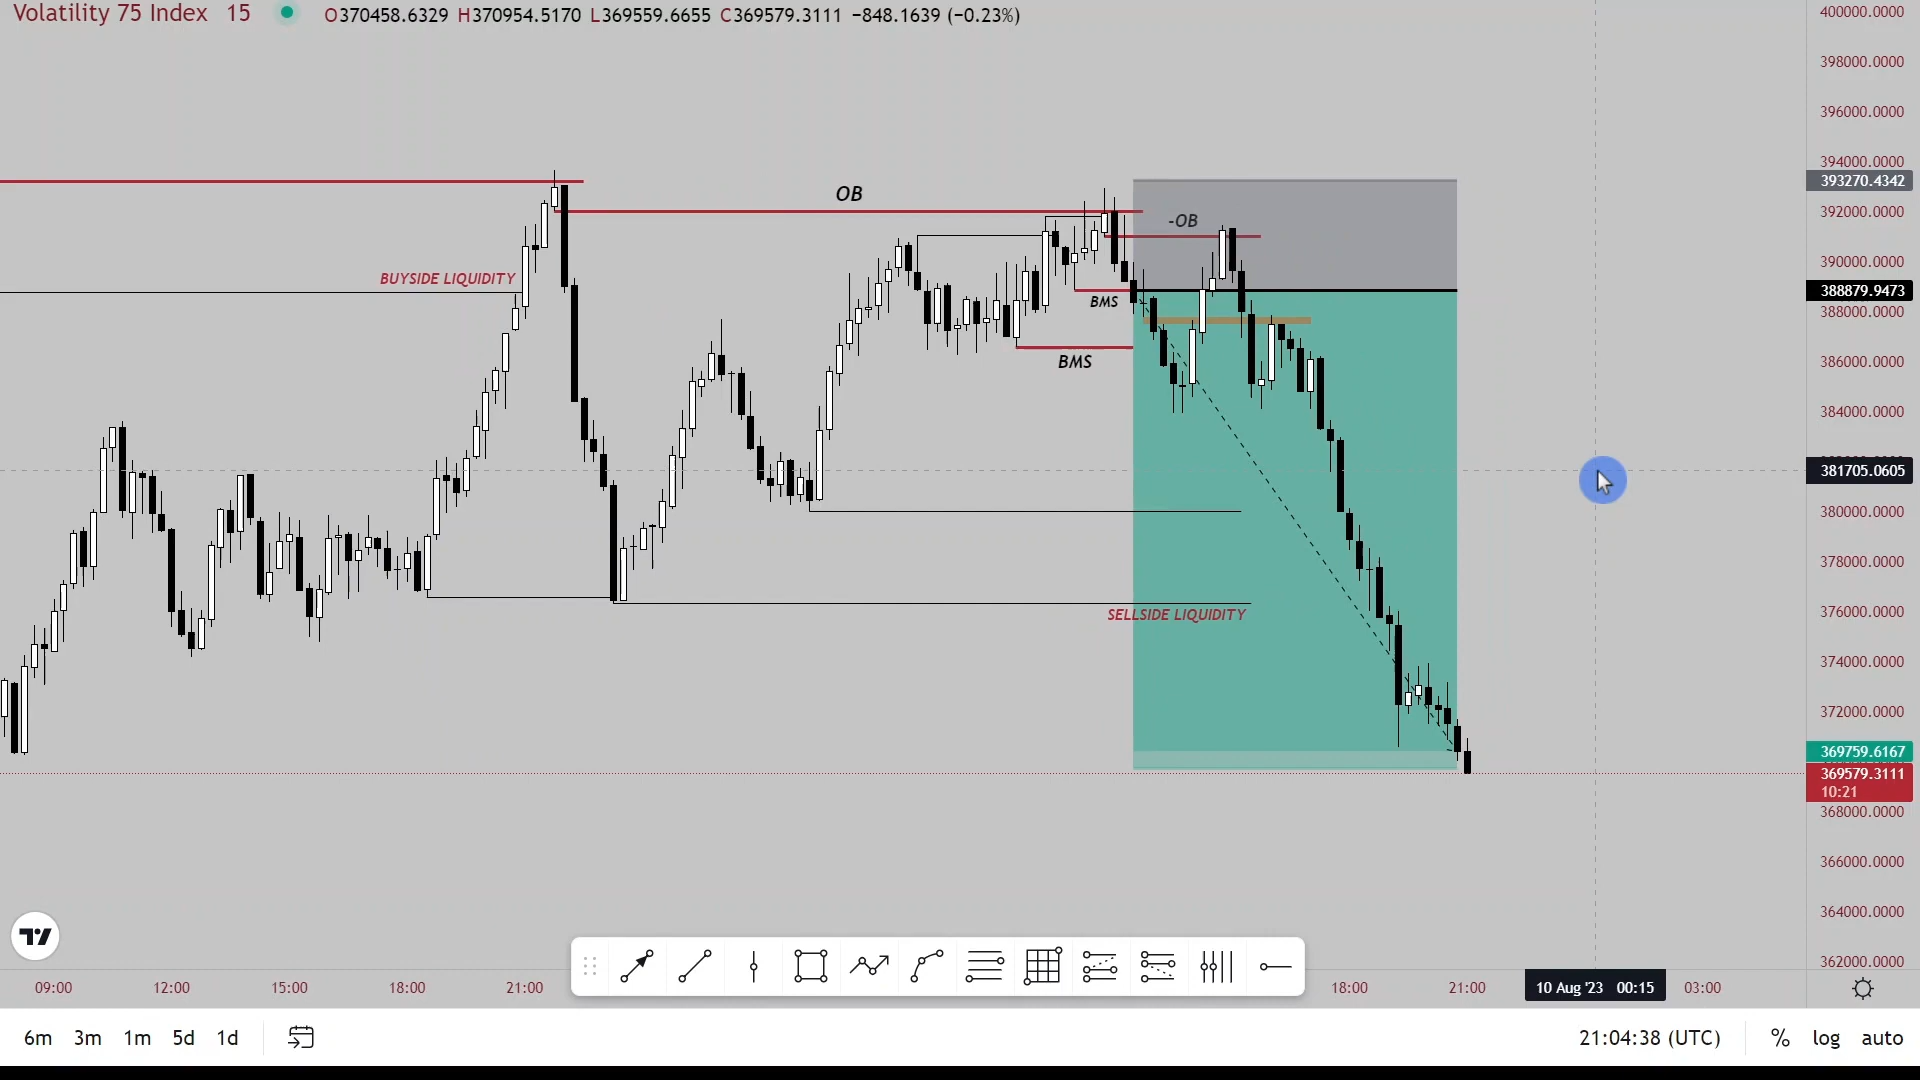 Volatility 75 Index 15 O370458.6329 H370954.5170 L369559.6655 C369579.3111 −848.1639 (−0.23%)
400000.0000
398000.0000
396000.0000
394000.0000
393270.4342
392000.0000
390000.0000
388879.9473
388000.0000
386000.0000
384000.0000
381705.0605
380000.0000
378000.0000
376000.0000
374000.0000
372000.0000
369759.6167
369579.3111
10:21
368000.0000
366000.0000
364000.0000
362000.0000
OB
-OB
BUYSIDE LIQUIDITY
BMS
BMS
SELLSIDE LIQUIDITY
09:00 12:00 15:00 18:00 21:00 18:00 21:00 10 Aug '23 00:15 03:00
6m 3m 1m 5d 1d 21:04:38 (UTC) % log auto